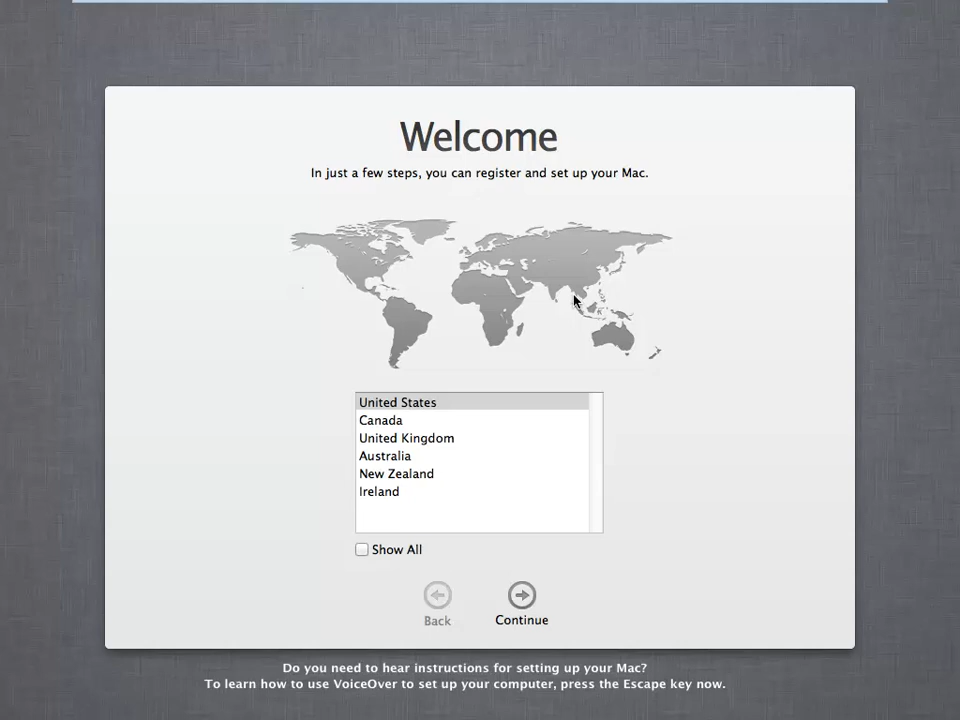 Welcome
In just a few steps, you can register and set up your Mac.
United States
Canada
United Kingdom
Australia
New Zealand
Ireland
Show All
Back
Continue
Do you need to hear instructions for setting up your Mac?
To learn how to use VoiceOver to set up your computer, press the Escape key now.